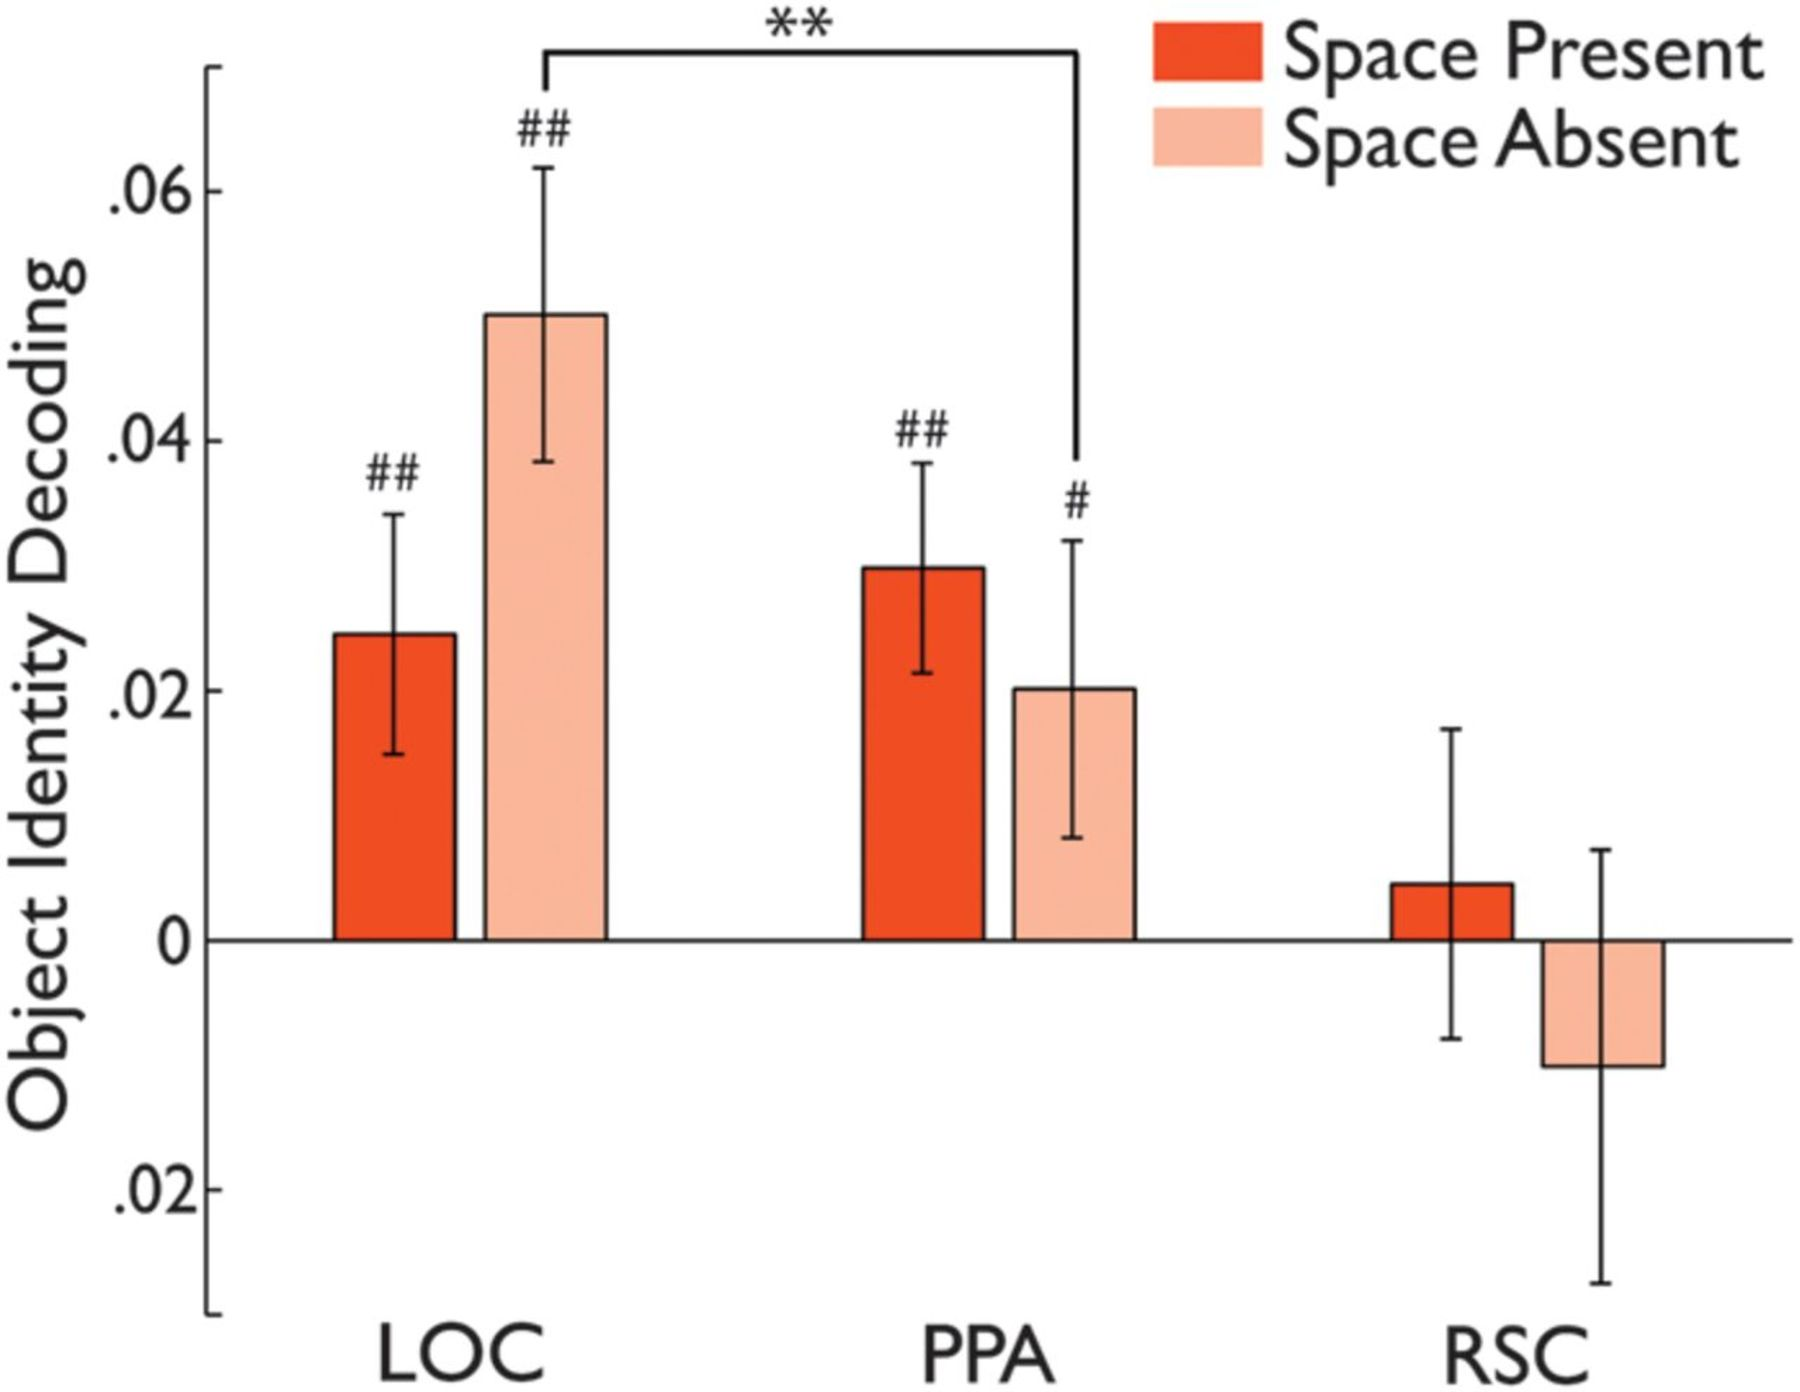 **
Space Present
Space Absent
##
##
##
#
.06
.04
.02
0
.02
Object Identity Decoding
LOC
PPA
RSC